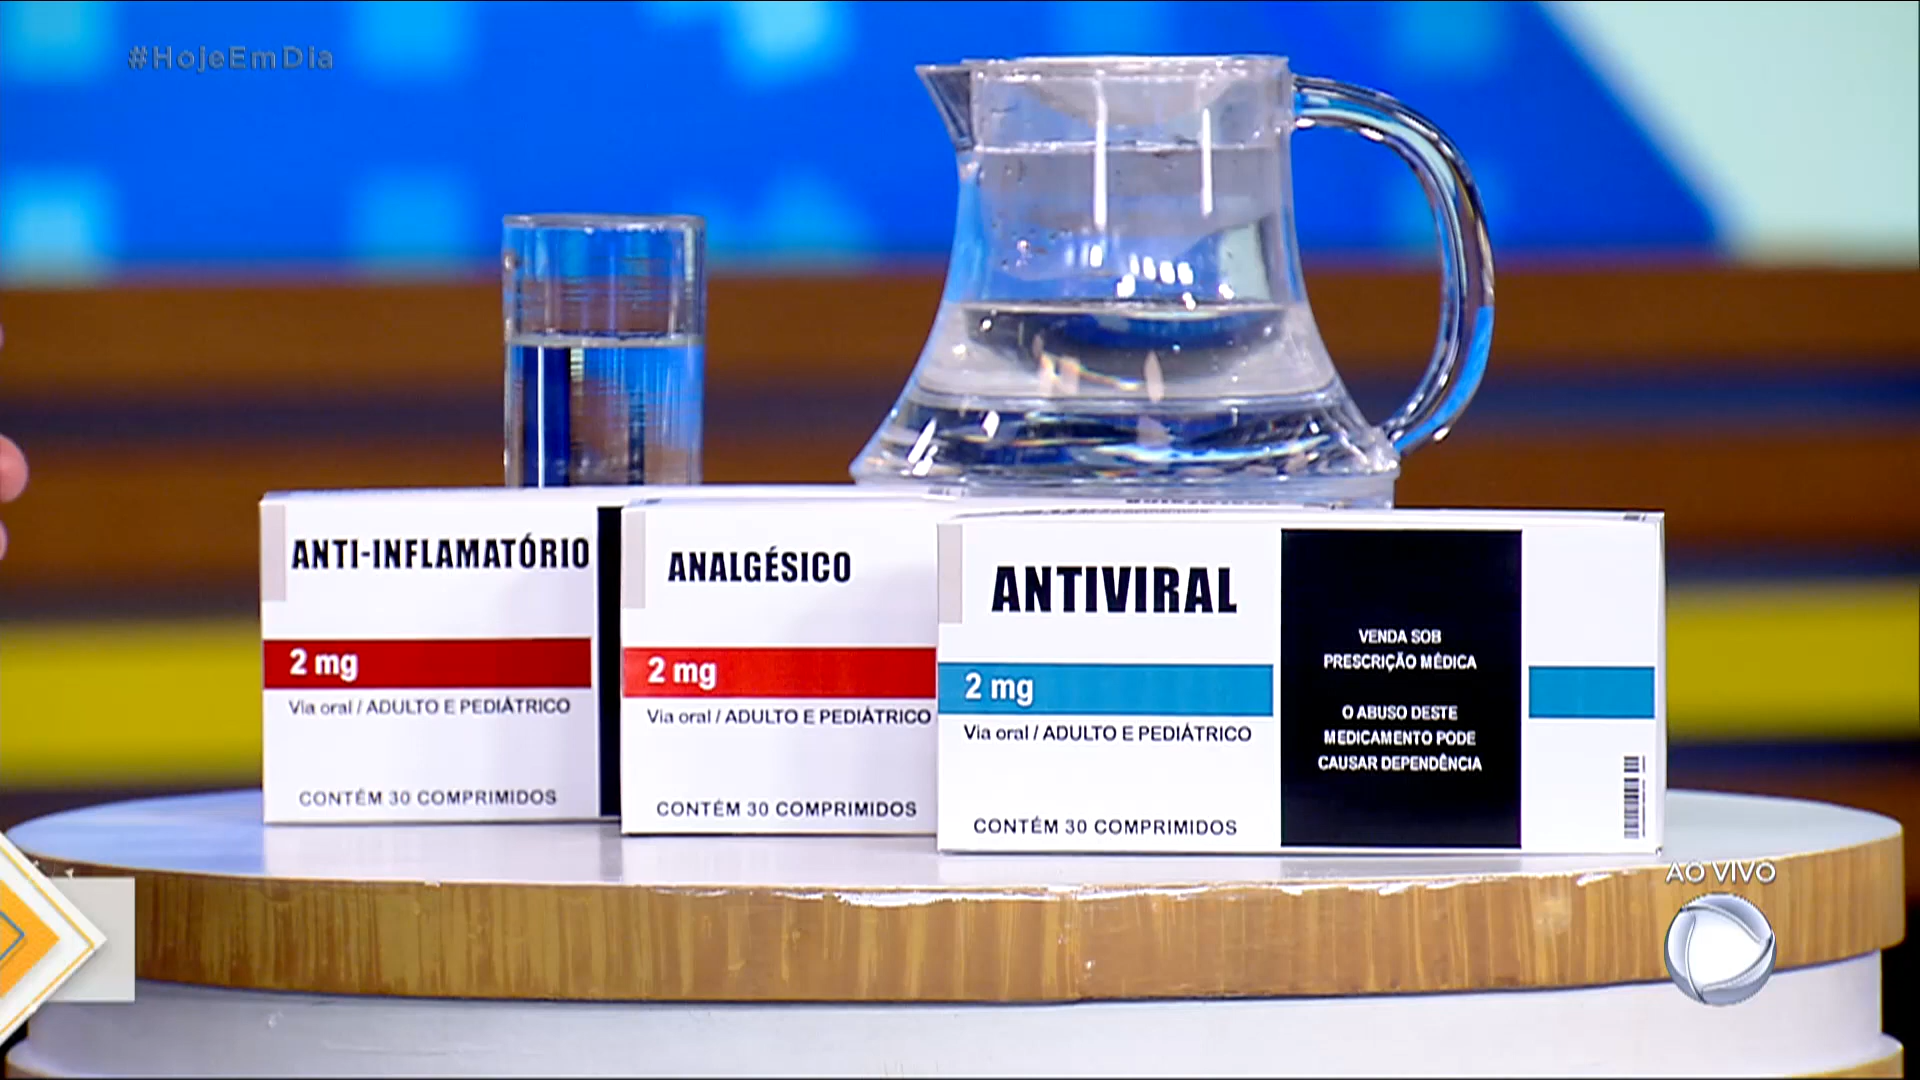 #HojeEmDia
ANTI-INFLAMATÓRIO
2 mg
Via oral / ADULTO E PEDIÁTRICO
CONTÉM 30 COMPRIMIDOS
ANALGÉSICO
2 mg
Via oral / ADULTO E PEDIÁTRICO
CONTÉM 30 COMPRIMIDOS
ANTIVIRAL
2 mg
Via oral / ADULTO E PEDIÁTRICO
CONTÉM 30 COMPRIMIDOS
VENDA SOB
PRESCRIÇÃO MÉDICA
O ABUSO DESTE
MEDICAMENTO PODE
CAUSAR DEPENDÊNCIA
AO VIVO